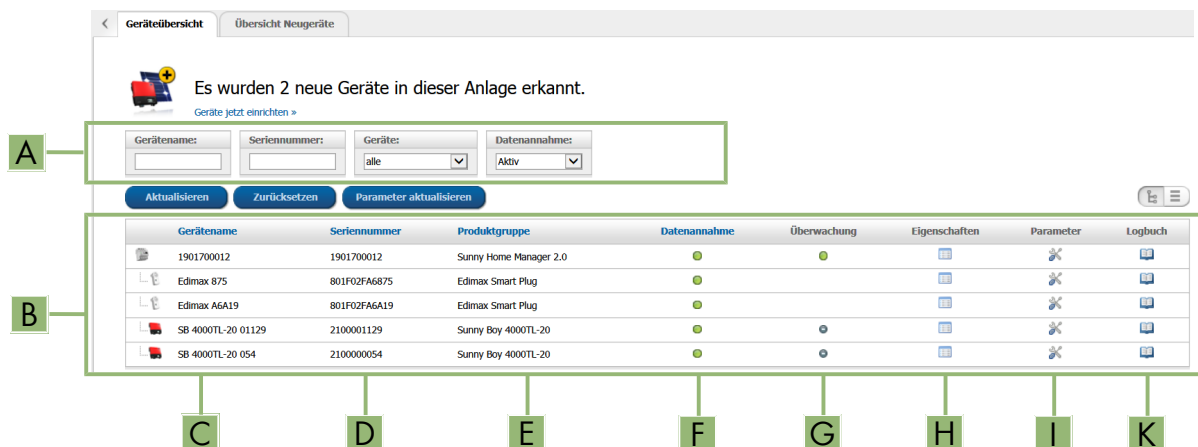 Geräteübersicht Übersicht Neugeräte
Es wurden 2 neue Geräte in dieser Anlage erkannt.
Geräte jetzt einrichten »
A
Gerätename: Seriennummer: Geräte: Datenannahme:
alle Aktiv
Aktualisieren Zurücksetzen Parameter aktualisieren
Gerätename Seriennummer Produktgruppe Datenannahme Überwachung Eigenschaften Parameter Logbuch
1901700012 1901700012 Sunny Home Manager 2.0
Edimax 875 801F02FA6875 Edimax Smart Plug
Edimax A6A19 801F02FA6A19 Edimax Smart Plug
B
SB 4000TL-20 01129 2100001129 Sunny Boy 4000TL-20
SB 4000TL-20 054 2100000054 Sunny Boy 4000TL-20
C D E F G H I K